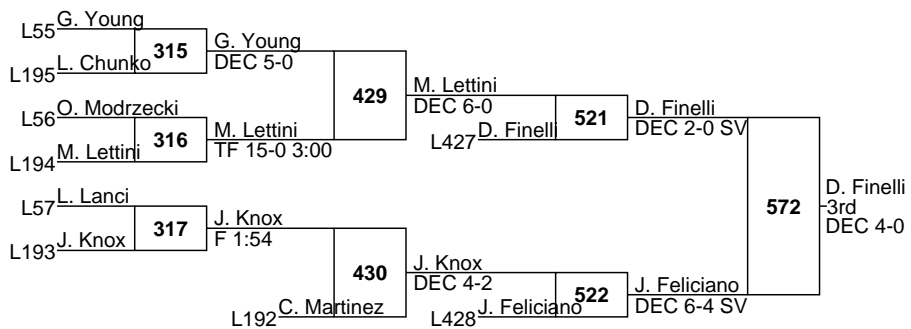 L55 G. Young
315
L195 L. Chunko
G. Young
DEC 5-0
L56 O. Modrzecki
316
L194 M. Lettini
M. Lettini
TF 15-0 3:00
429
M. Lettini
DEC 6-0
L427 D. Finelli
521
D. Finelli
DEC 2-0 SV
L57 L. Lanci
317
L193 J. Knox
J. Knox
F 1:54
430
L192 C. Martinez
J. Knox
DEC 4-2
L428 J. Feliciano
522
J. Feliciano
DEC 6-4 SV
572
D. Finelli
3rd
DEC 4-0